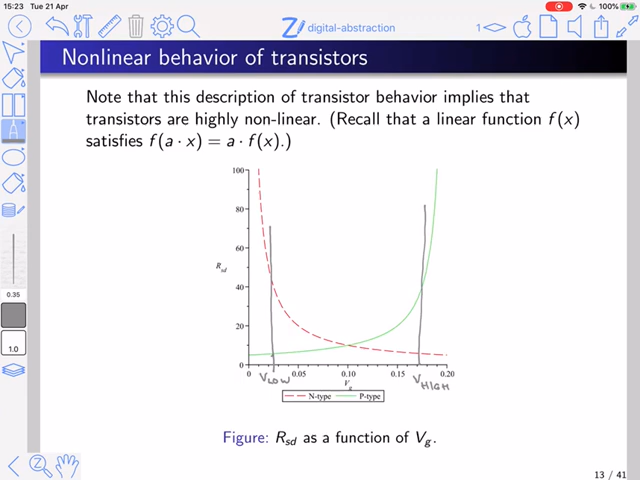 15:23 Tue 21 Apr
100%
digital-abstraction
1
Nonlinear behavior of transistors
Note that this description of transistor behavior implies that
transistors are highly non-linear. (Recall that a linear function f(x)
satisfies f(a · x) = a · f(x).)
100
80
60
R_sd
40
20
0
0 0.05 0.10 0.15 0.20
V_LOW V_g V_HIGH
N-type P-type
Figure: R_sd as a function of V_g.
0.35
1.0
13 / 41